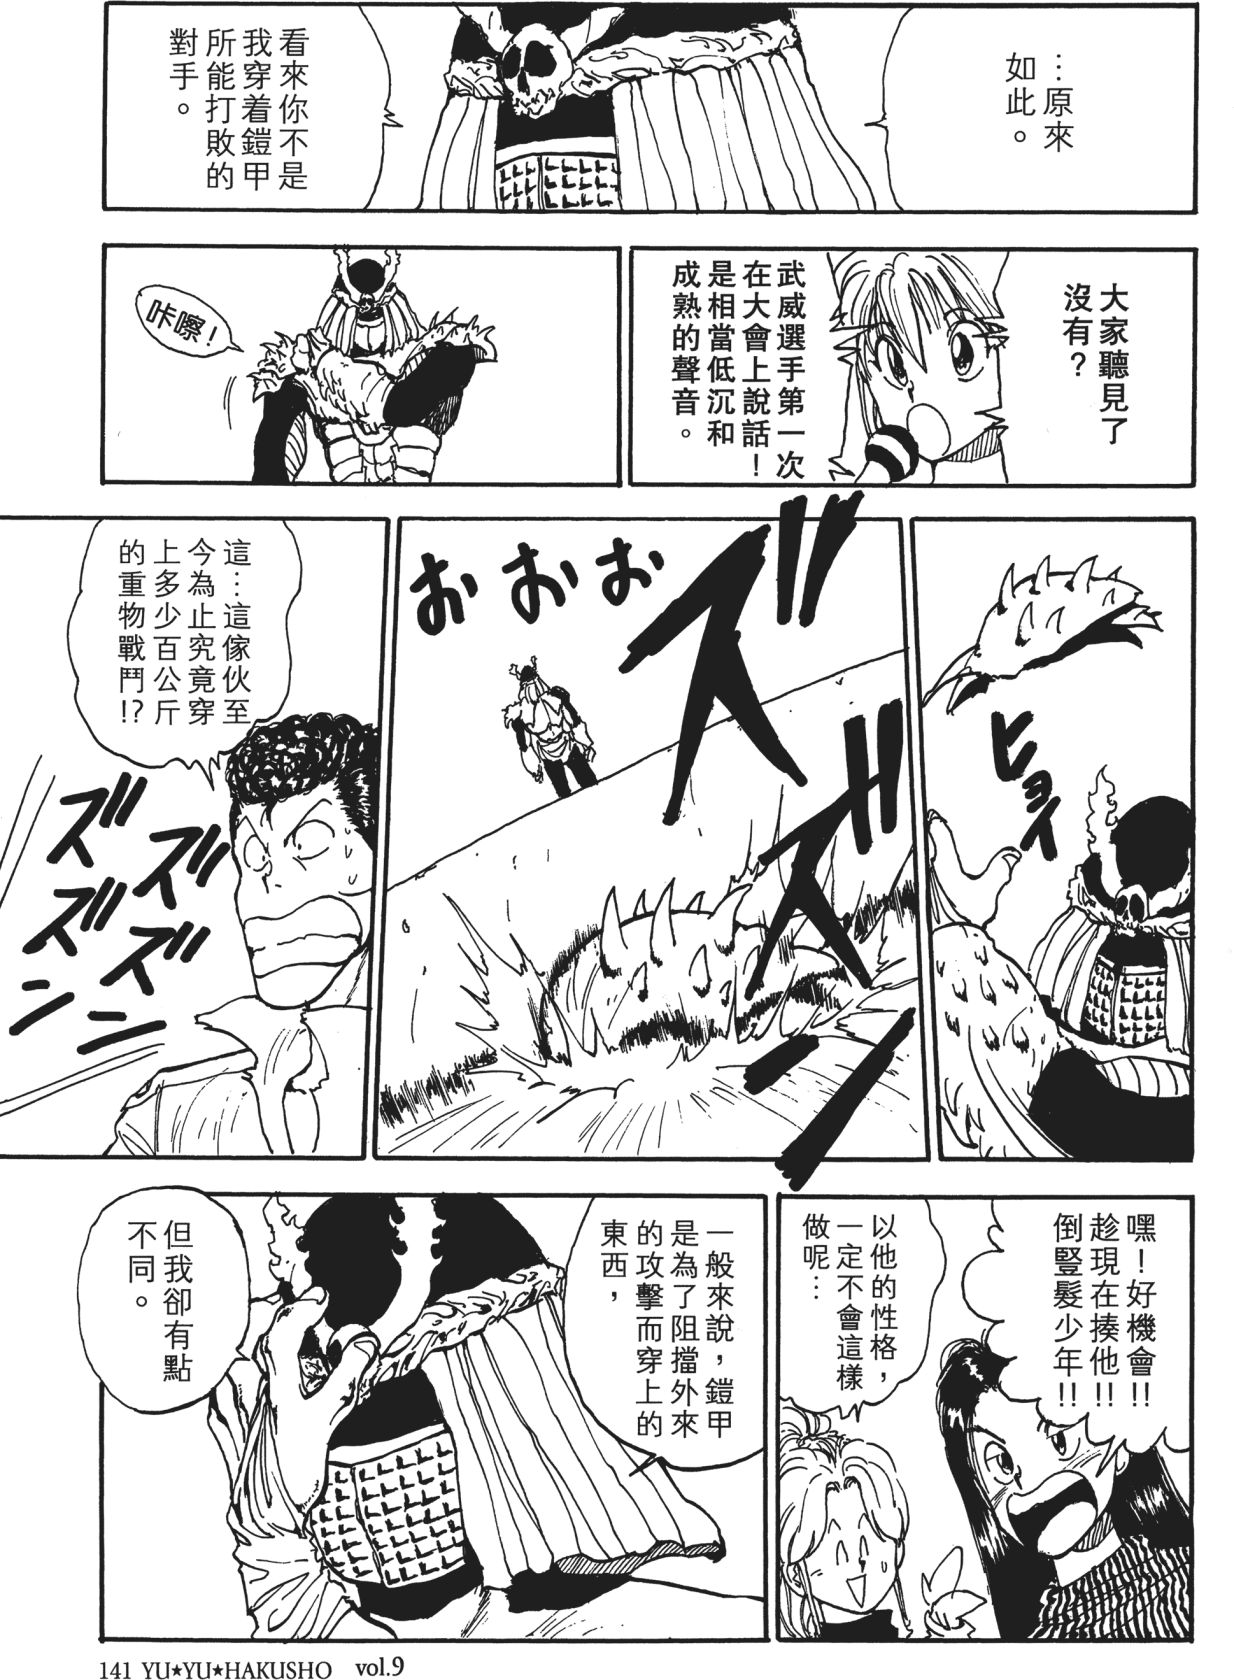 …原來
如此。
看來你不是
我穿着鎧甲
所能打敗的
對手。
大家聽見了
沒有？
武威選手第一次
在大會上說話！
是相當低沉和
成熟的聲音。
咔嚓！
ヒョイ
おおお
ズズ
這…這傢伙至
今為止究竟穿
上多少百公斤
的重物戰鬥!?
ズズズン
ズズン
嘿！好機會!!
趁現在揍他!!
倒豎髮少年!!
以他的性格，
一定不會這樣
做呢…
一般來說，鎧甲
是為了阻擋外來
的攻擊而穿上的
東西，
但我卻有點
不同。
141 YU★YU★HAKUSHO vol.9